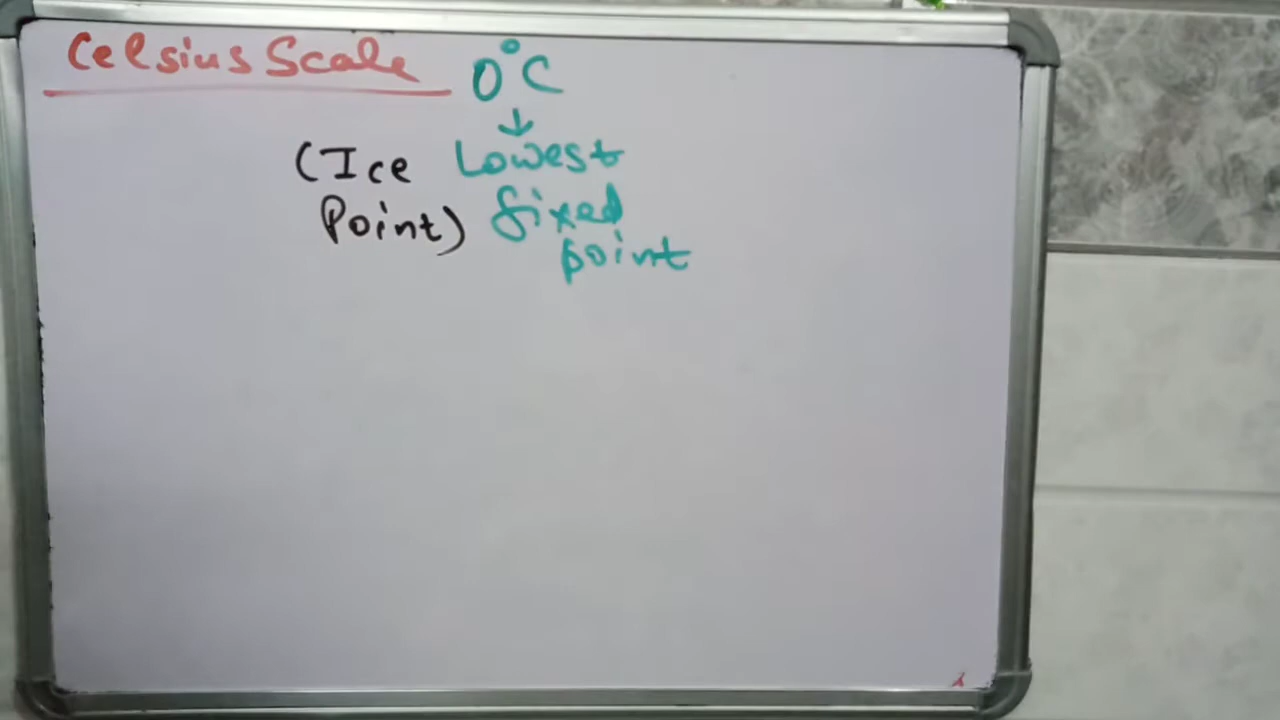 Celsius Scale 0°C
↓
(Ice Lowest
Point) fixed
point